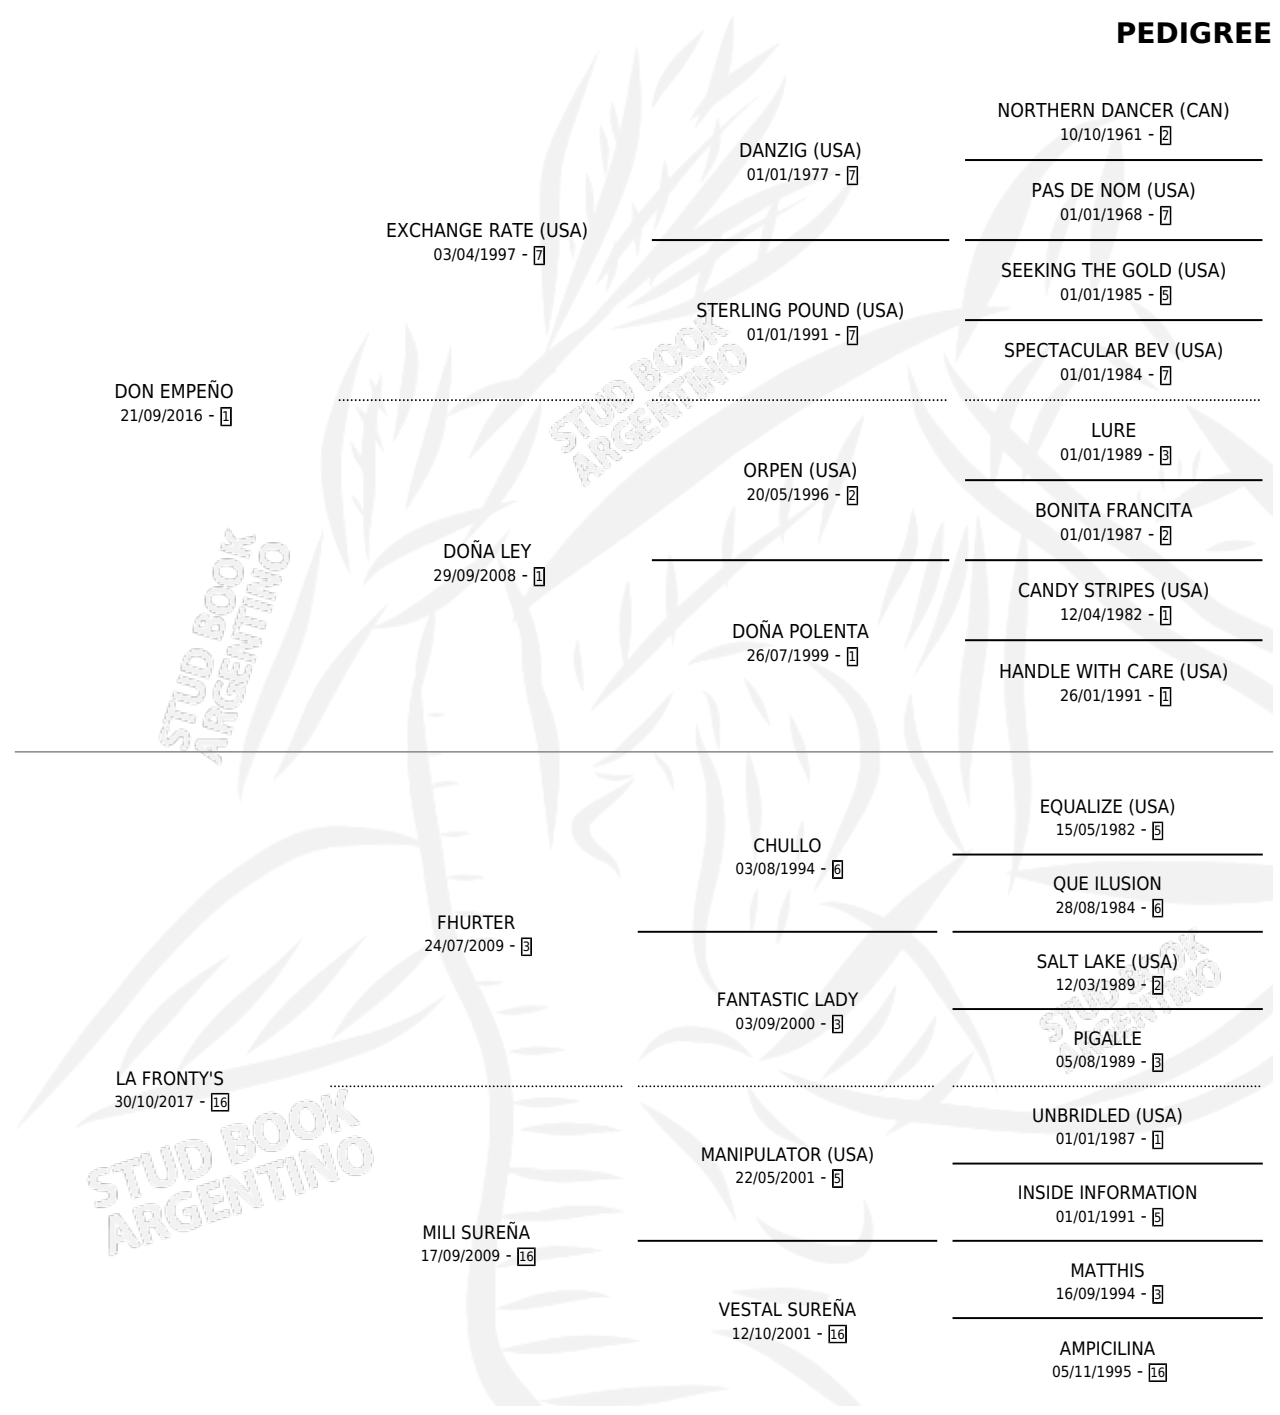 PEDIGREE
NORTHERN DANCER (CAN)
10/10/1961 - 2
DANZIG (USA)
01/01/1977 - 7
PAS DE NOM (USA)
01/01/1968 - 7
EXCHANGE RATE (USA)
03/04/1997 - 7
SEEKING THE GOLD (USA)
01/01/1985 - 5
STERLING POUND (USA)
01/01/1991 - 7
SPECTACULAR BEV (USA)
01/01/1984 - 7
DON EMPEÑO
21/09/2016 - 1
LURE
01/01/1989 - 3
ORPEN (USA)
20/05/1996 - 2
BONITA FRANCITA
01/01/1987 - 2
DOÑA LEY
29/09/2008 - 1
CANDY STRIPES (USA)
12/04/1982 - 1
DOÑA POLENTA
26/07/1999 - 1
HANDLE WITH CARE (USA)
26/01/1991 - 1
EQUALIZE (USA)
15/05/1982 - 5
CHULLO
03/08/1994 - 6
QUE ILUSION
28/08/1984 - 6
FHURTER
24/07/2009 - 3
SALT LAKE (USA)
12/03/1989 - 2
FANTASTIC LADY
03/09/2000 - 3
PIGALLE
05/08/1989 - 3
LA FRONTY'S
30/10/2017 - 16
UNBRIDLED (USA)
01/01/1987 - 1
MANIPULATOR (USA)
22/05/2001 - 5
INSIDE INFORMATION
01/01/1991 - 5
MILI SUREÑA
17/09/2009 - 16
MATTHIS
16/09/1994 - 3
VESTAL SUREÑA
12/10/2001 - 16
AMPICILINA
05/11/1995 - 16
STUD BOOK
ARGENTINO
STUD BOOK
ARGENTINO
STUD BOOK
ARGENTINO
STUD BOOK
ARGENTINO